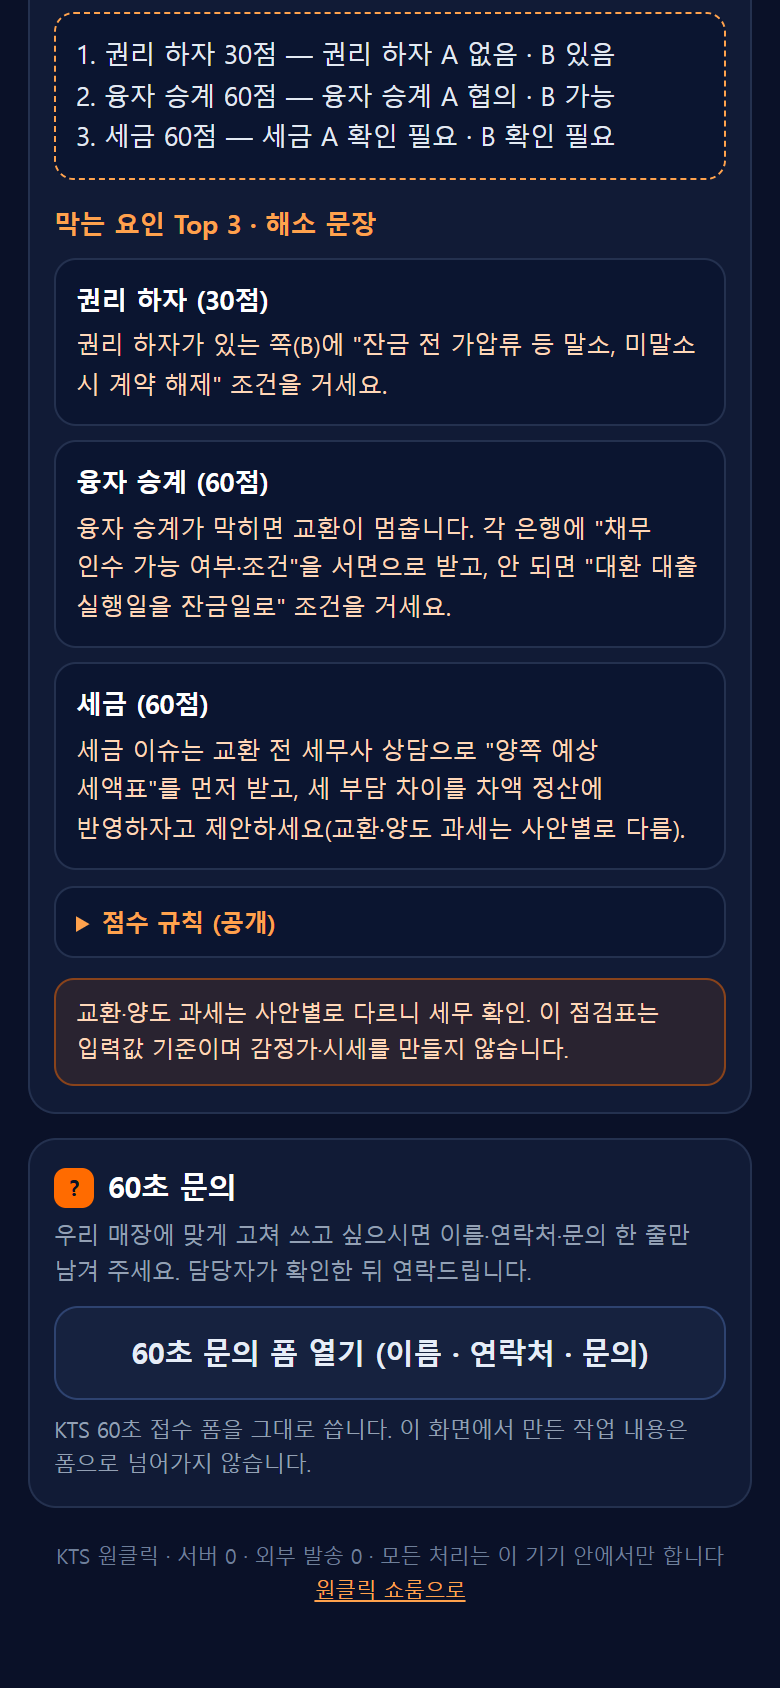 1. 권리 하자 30점 — 권리 하자 A 없음 · B 있음
2. 융자 승계 60점 — 융자 승계 A 협의 · B 가능
3. 세금 60점 — 세금 A 확인 필요 · B 확인 필요
막는 요인 Top 3 · 해소 문장
권리 하자 (30점)
권리 하자가 있는 쪽(B)에 "잔금 전 가압류 등 말소, 미말소
시 계약 해제" 조건을 거세요.
융자 승계 (60점)
융자 승계가 막히면 교환이 멈춥니다. 각 은행에 "채무
인수 가능 여부·조건"을 서면으로 받고, 안 되면 "대환 대출
실행일을 잔금일로" 조건을 거세요.
세금 (60점)
세금 이슈는 교환 전 세무사 상담으로 "양쪽 예상
세액표"를 먼저 받고, 세 부담 차이를 차액 정산에
반영하자고 제안하세요(교환·양도 과세는 사안별로 다름).
▶ 점수 규칙 (공개)
교환·양도 과세는 사안별로 다르니 세무 확인. 이 점검표는
입력값 기준이며 감정가·시세를 만들지 않습니다.
? 60초 문의
우리 매장에 맞게 고쳐 쓰고 싶으시면 이름·연락처·문의 한 줄만
남겨 주세요. 담당자가 확인한 뒤 연락드립니다.
60초 문의 폼 열기 (이름 · 연락처 · 문의)
KTS 60초 접수 폼을 그대로 씁니다. 이 화면에서 만든 작업 내용은
폼으로 넘어가지 않습니다.
KTS 원클릭 · 서버 0 · 외부 발송 0 · 모든 처리는 이 기기 안에서만 합니다
원클릭 쇼룸으로